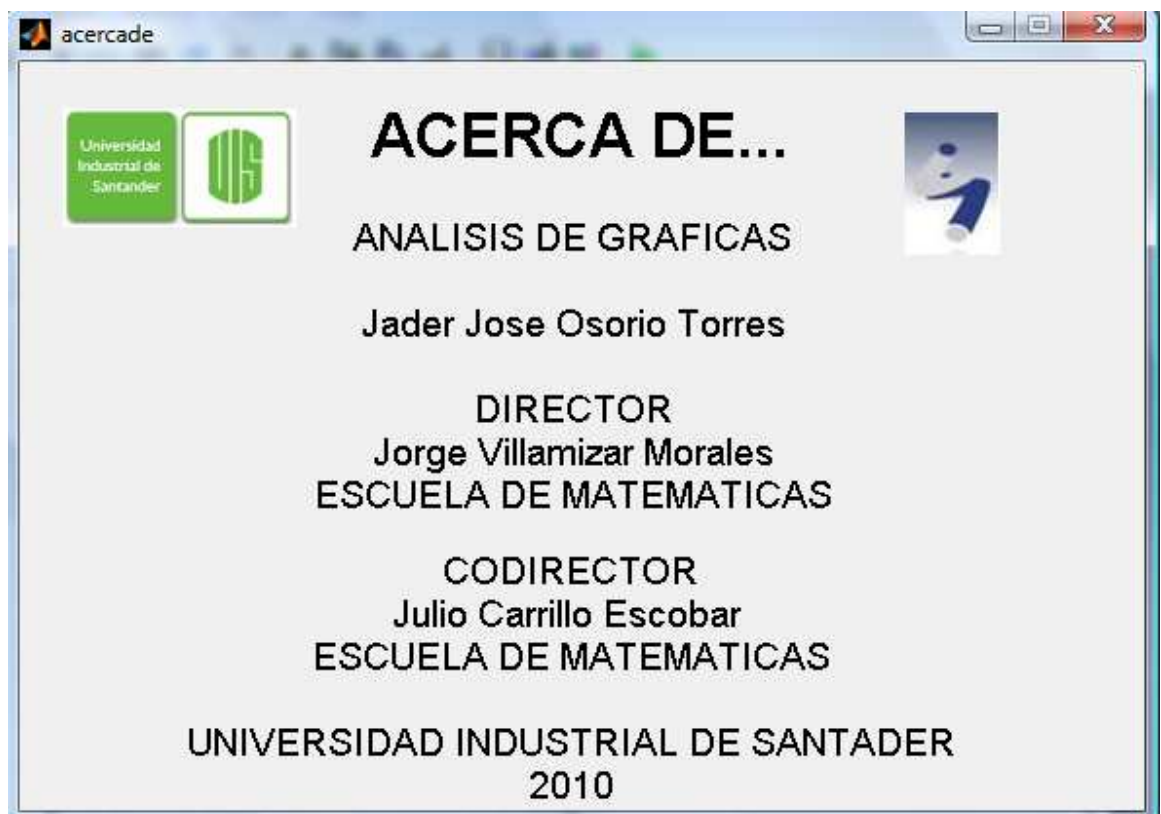 acercade
Universidad
Industrial de
Santander
UIS
ACERCA DE...
ANALISIS DE GRAFICAS
Jader Jose Osorio Torres
DIRECTOR
Jorge Villamizar Morales
ESCUELA DE MATEMATICAS
CODIRECTOR
Julio Carrillo Escobar
ESCUELA DE MATEMATICAS
UNIVERSIDAD INDUSTRIAL DE SANTADER
2010